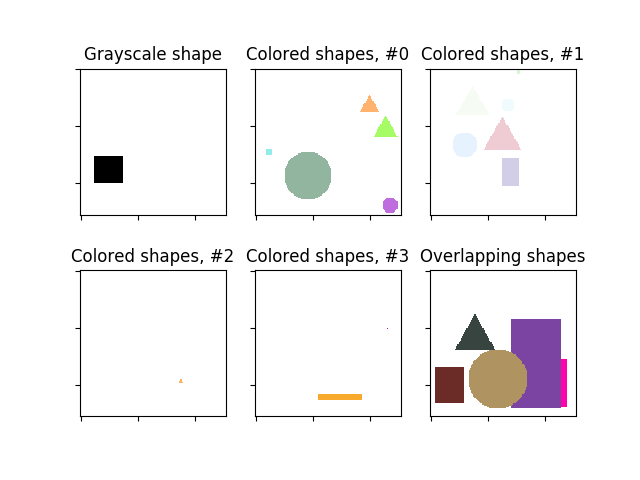 Grayscale shape
Colored shapes, #0
Colored shapes, #1
Colored shapes, #2
Colored shapes, #3
Overlapping shapes